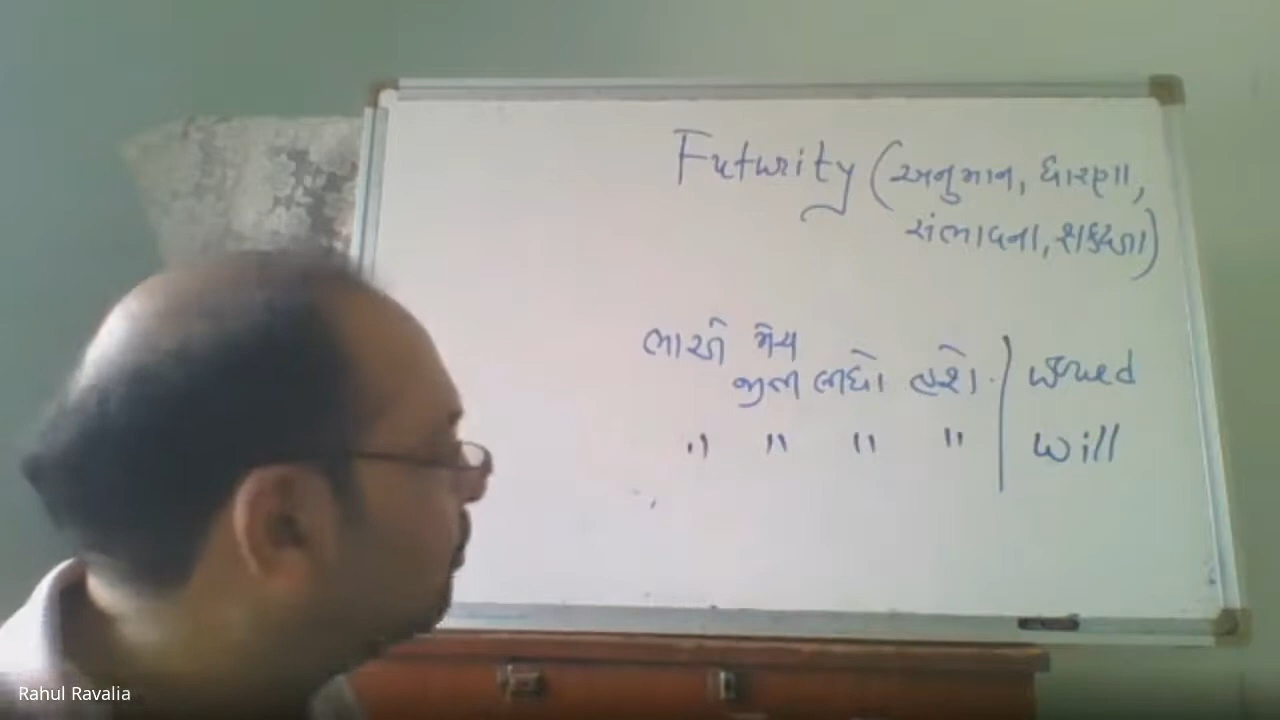 Futurity (અનુમાન, ધારણા,
સંભાવના, શક્યતા)
ભાઓ મેચ
જીતી લીધો હશે. | would
" " " " | will
Rahul Ravalia